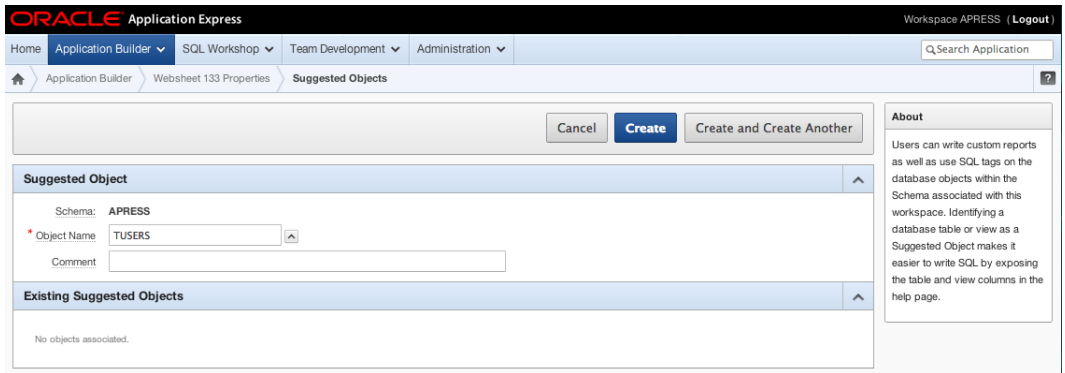 ORACLE Application Express
Workspace APRESS (Logout)
Home Application Builder SQL Workshop Team Development Administration
Search Application
Application Builder Websheet 133 Properties Suggested Objects
?
Cancel Create Create and Create Another
Suggested Object
Schema: APRESS
* Object Name TUSERS
Comment
Existing Suggested Objects
No objects associated.
About
Users can write custom reports
as well as use SQL tags on the
database objects within the
Schema associated with this
workspace. Identifying a
database table or view as a
Suggested Object makes it
easier to write SQL by exposing
the table and view columns in the
help page.